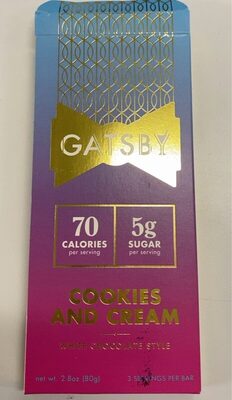 GATSBY
70
CALORIES
per serving
5g
SUGAR
per serving
COOKIES
AND CREAM
WHITE CHOCOLATE STYLE
net wt. 2.8oz (80g)
3 SERVINGS PER BAR